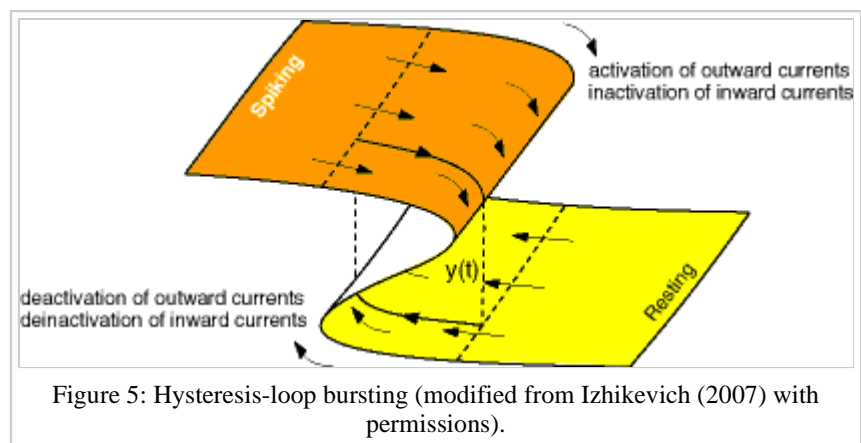 Spiking
activation of outward currents
inactivation of inward currents
y(t)
Resting
deactivation of outward currents
deinactivation of inward currents
Figure 5: Hysteresis-loop bursting (modified from Izhikevich (2007) with
permissions).